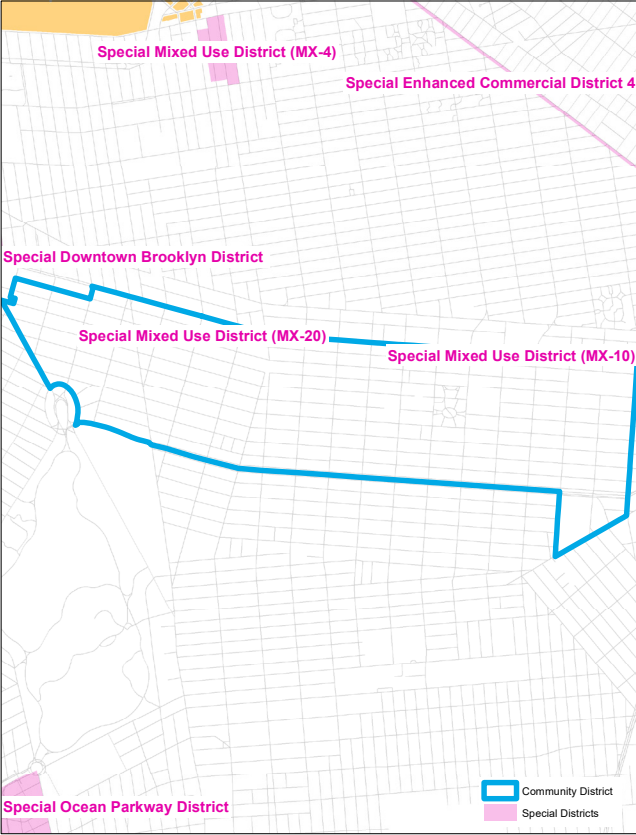 Special Mixed Use District (MX-4)
Special Enhanced Commercial District 4
Special Downtown Brooklyn District
Special Mixed Use District (MX-20)
Special Mixed Use District (MX-10)
Community District
Special Districts
Special Ocean Parkway District